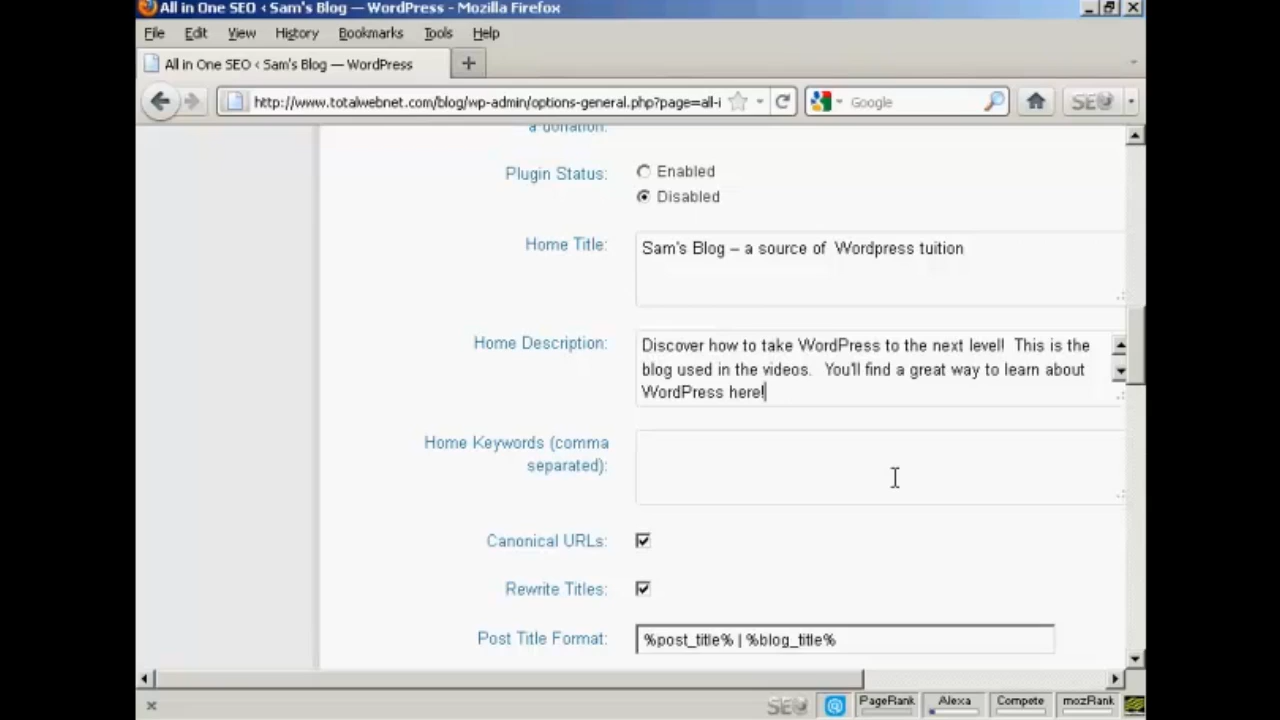 All in One SEO ‹ Sam's Blog — WordPress - Mozilla Firefox
File Edit View History Bookmarks Tools Help
All in One SEO ‹ Sam's Blog — WordPress
http://www.totalwebnet.com/blog/wp-admin/options-general.php?page=all-i
Google
SEO
a donation:
Plugin Status:
Enabled
Disabled
Home Title:
Sam's Blog – a source of  Wordpress tuition
Home Description:
Discover how to take WordPress to the next level!  This is the
blog used in the videos.  You'll find a great way to learn about
WordPress here!
Home Keywords (comma
separated):
Canonical URLs:
Rewrite Titles:
Post Title Format:
%post_title% | %blog_title%
SEO PageRank Alexa Compete mozRank